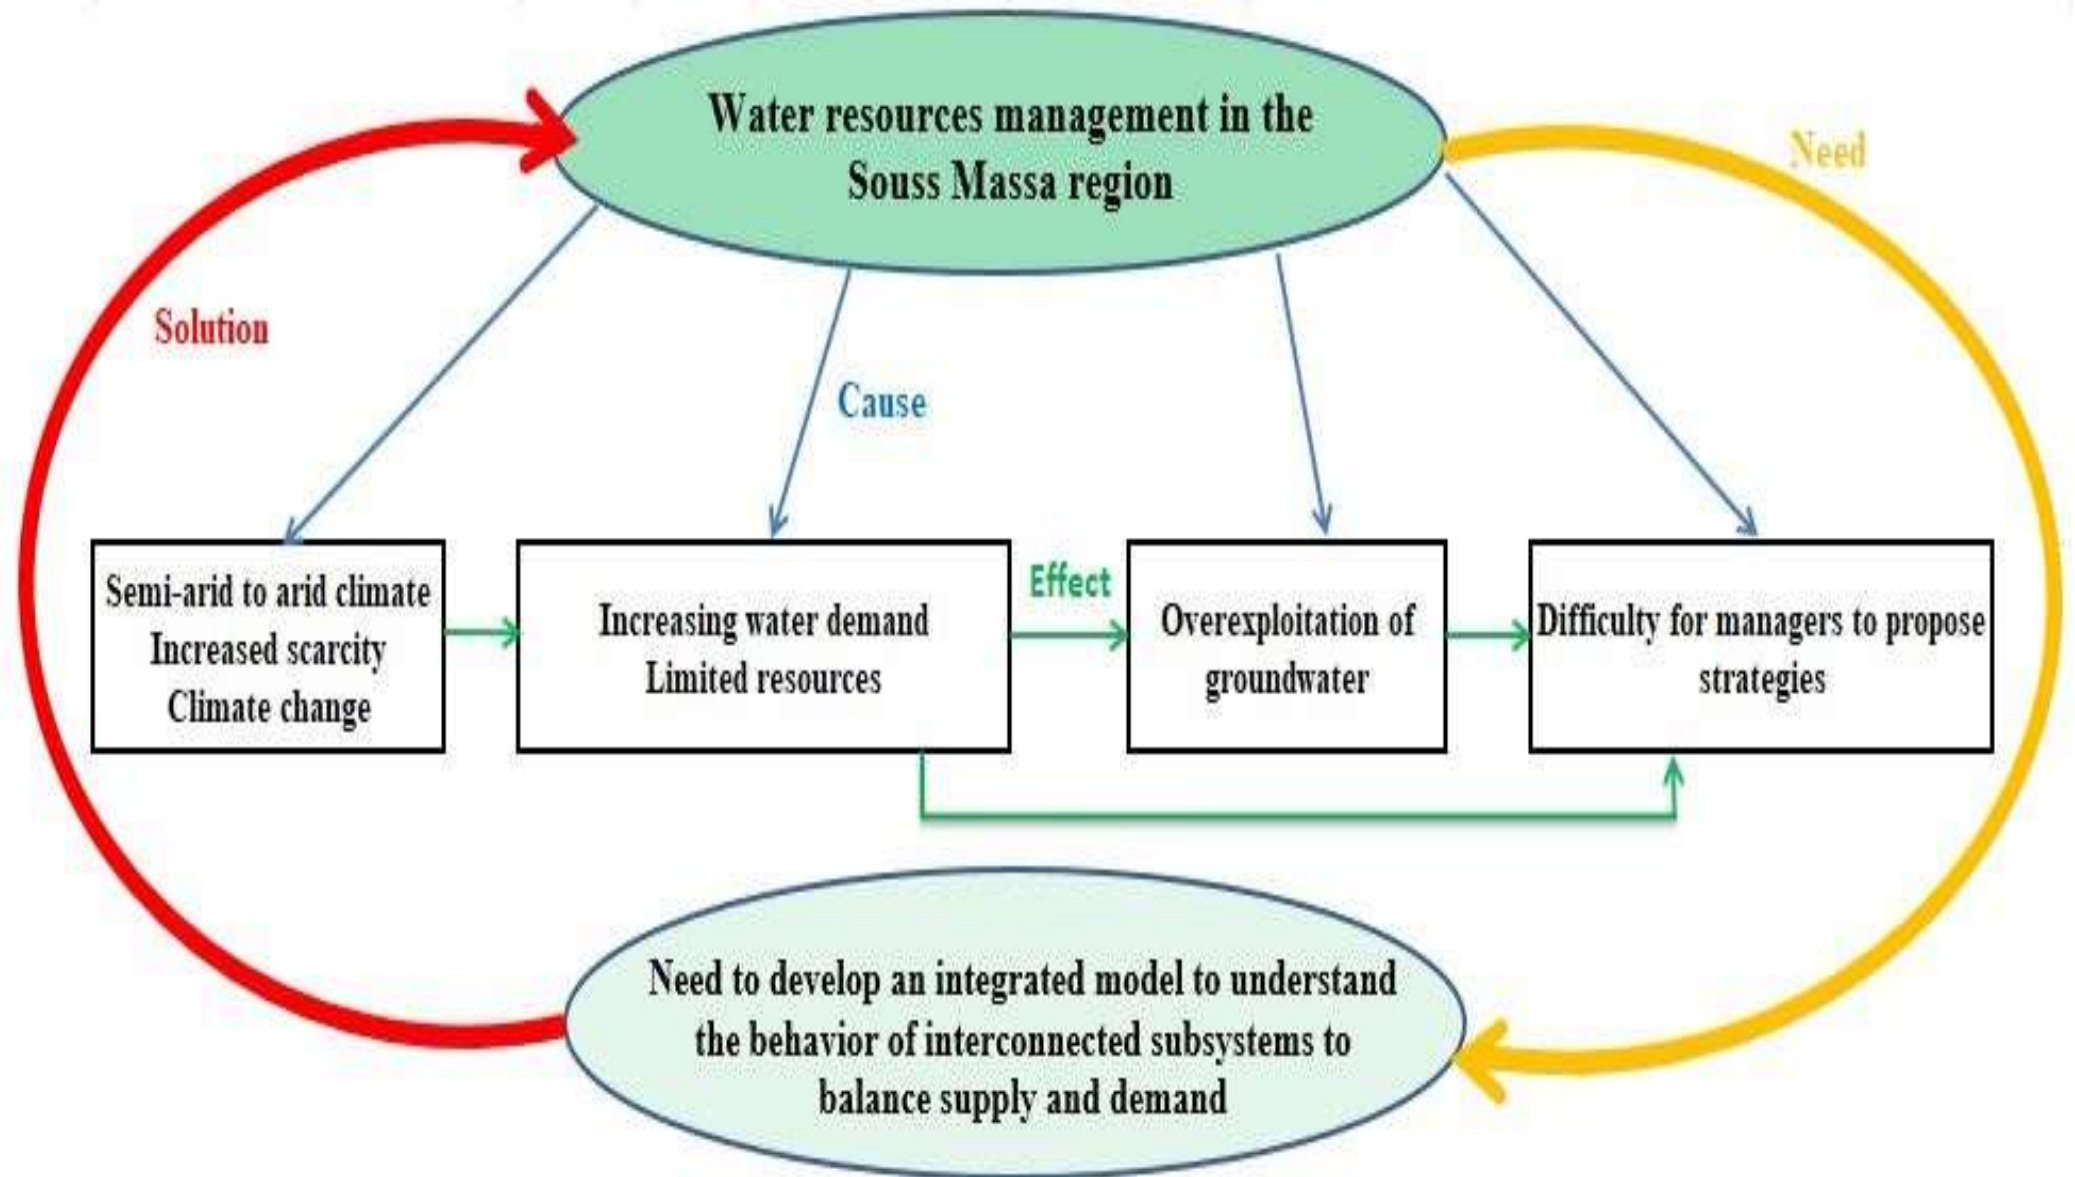 Water resources management in the
Souss Massa region
Need
Solution
Cause
Semi-arid to arid climate
Increased scarcity
Climate change
Increasing water demand
Limited resources
Effect
Overexploitation of
groundwater
Difficulty for managers to propose
strategies
Need to develop an integrated model to understand
the behavior of interconnected subsystems to
balance supply and demand